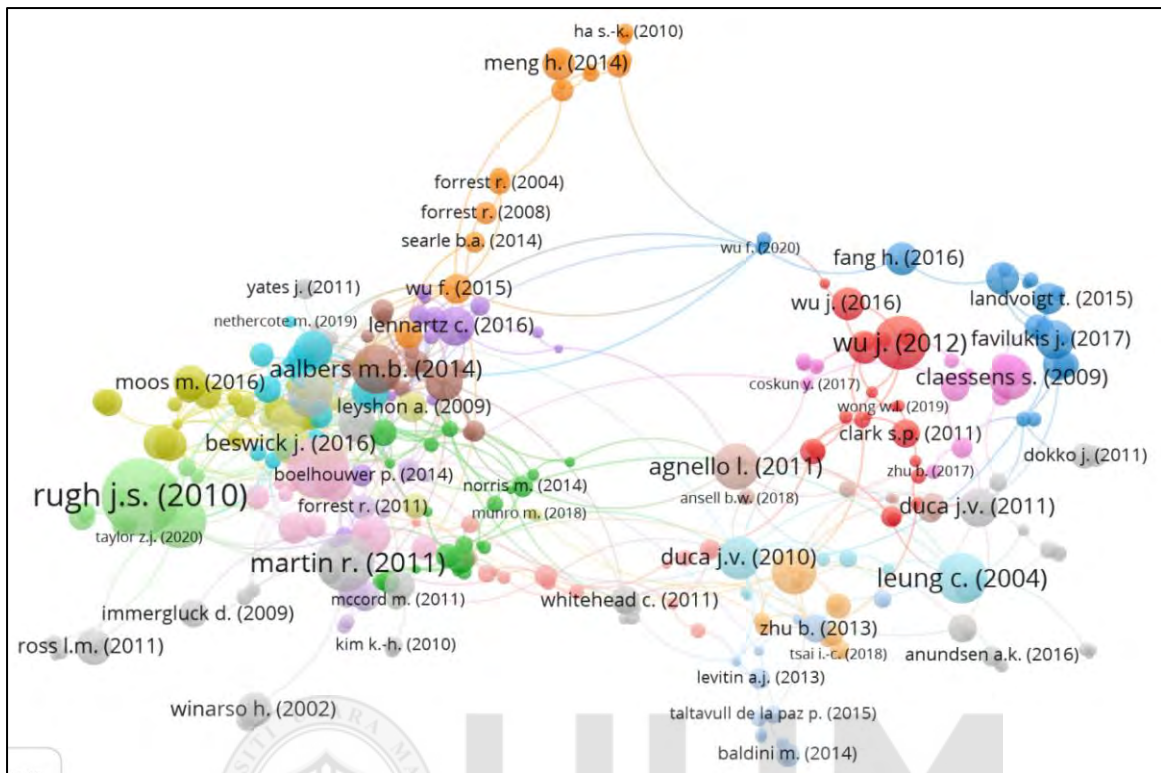 ha s.-k. (2010)
meng h. (2014)
forrest r. (2004)
forrest r. (2008)
searle b.a. (2014)
wu f. (2020)
fang h. (2016)
yates j. (2011)
wu f. (2015)
wu j. (2016)
landvoigt t. (2015)
nethercote m. (2019)
lennartz c. (2016)
wu j. (2012)
favilukis j. (2017)
aalbers m.b. (2014)
claessens s. (2009)
moos m. (2016)
coskun y. (2017)
leyshon a. (2009)
wong w.l. (2019)
beswick j. (2016)
clark s.p. (2011)
dokko j. (2011)
boelhouwer p. (2014)
agnello l. (2011)
zhu b. (2017)
rugh j.s. (2010)
norris m. (2014)
ansell b.w. (2018)
forrest r. (2011)
munro m. (2018)
duca j.v. (2011)
taylor z.j. (2020)
martin r. (2011)
duca j.v. (2010)
leung c. (2004)
mccord m. (2011)
whitehead c. (2011)
immergluck d. (2009)
zhu b. (2013)
ross l.m. (2011)
kim k.-h. (2010)
tsai i.-c. (2018)
anundsen a.k. (2016)
levitin a.j. (2013)
winarso h. (2002)
taltavull de la paz p. (2015)
baldini m. (2014)